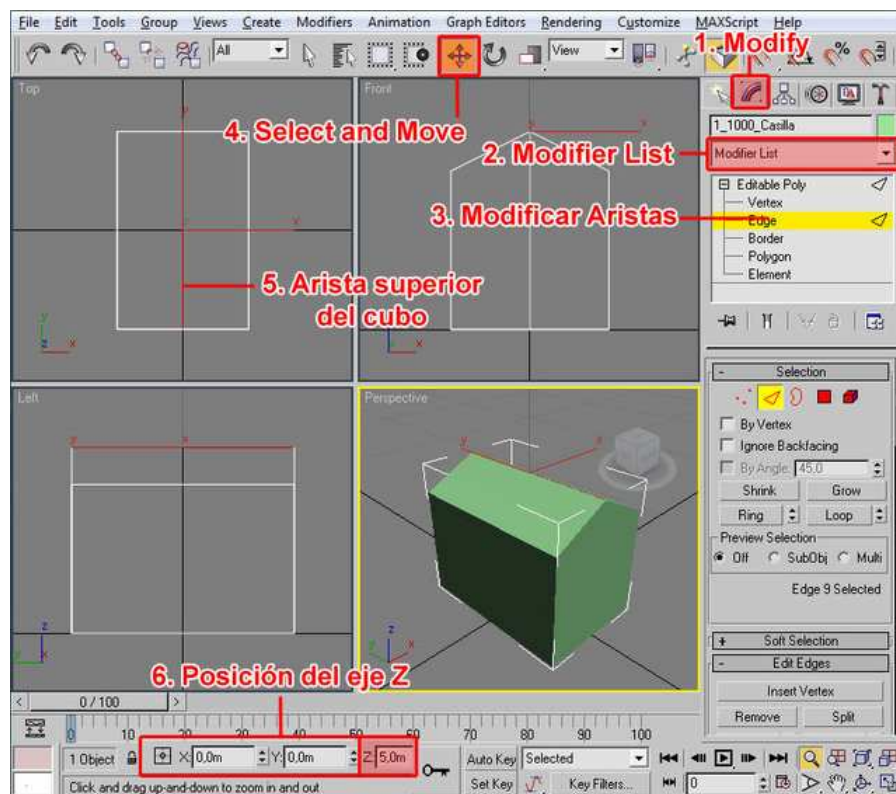 File Edit Tools Group Views Create Modifiers Animation Graph Editors Rendering Customize MAXScript Help
All View
1. Modify
Top Front
4. Select and Move
1_1000_Casilla
2. Modifier List
Modifier List
Editable Poly
Vertex
3. Modificar Aristas
Edge
Border
Polygon
Element
5. Arista superior
del cubo
y
x
z
Left Perspective
- Selection
By Vertex
Ignore Backfacing
By Angle: 45,0
Shrink Grow
Ring Loop
Preview Selection
Off SubObj Multi
Edge 9 Selected
+ Soft Selection
- Edit Edges
Insert Vertex
Remove Split
6. Posición del eje Z
< 0 / 100 >
0 10 20 30 40 50 60 70 80 90 100
1 Object X: 0,0m Y: 0,0m Z: 5,0m Auto Key Selected
Click and drag up-and-down to zoom in and out Set Key Key Filters... 0